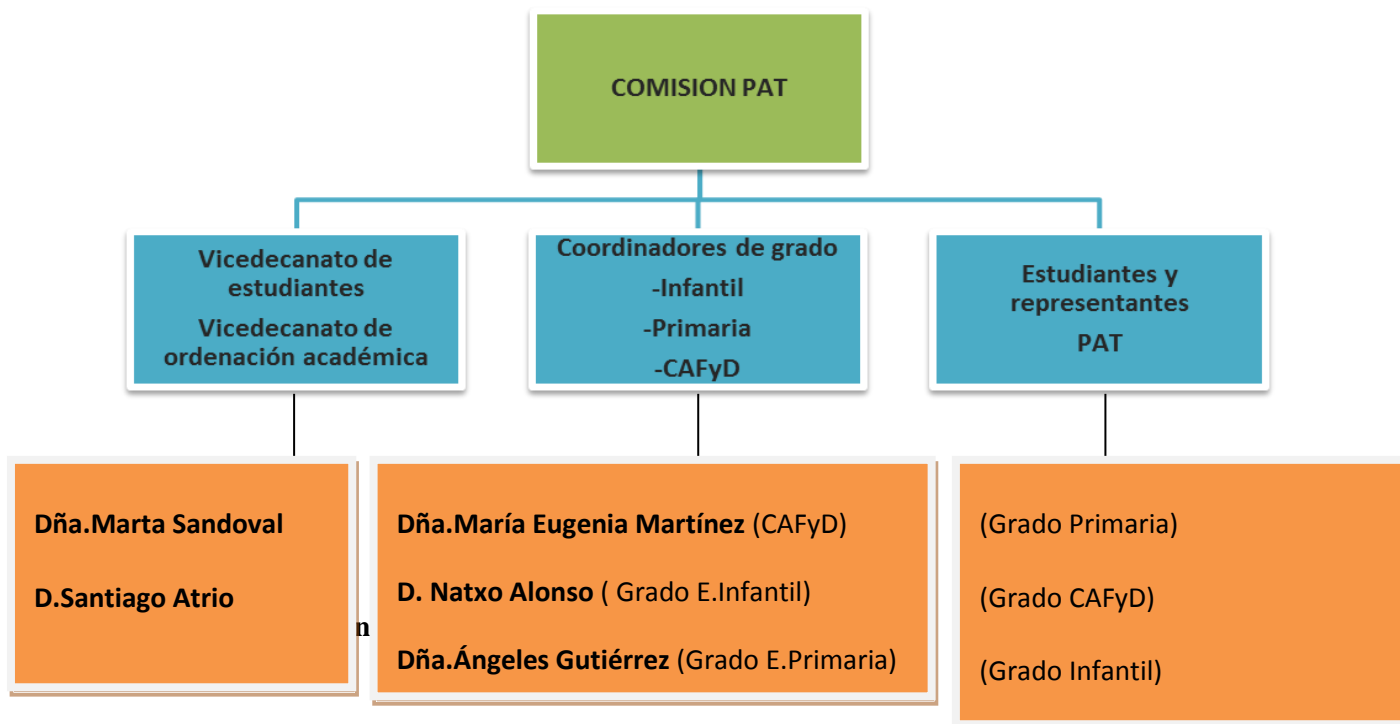 COMISION PAT
Vicedecanato de
estudiantes
Vicedecanato de
ordenación académica
Coordinadores de grado
-Infantil
-Primaria
-CAFyD
Estudiantes y
representantes
PAT
Dña.Marta Sandoval
D.Santiago Atrio
n
Dña.María Eugenia Martínez (CAFyD)
D. Natxo Alonso ( Grado E.Infantil)
Dña.Ángeles Gutiérrez (Grado E.Primaria)
(Grado Primaria)
(Grado CAFyD)
(Grado Infantil)